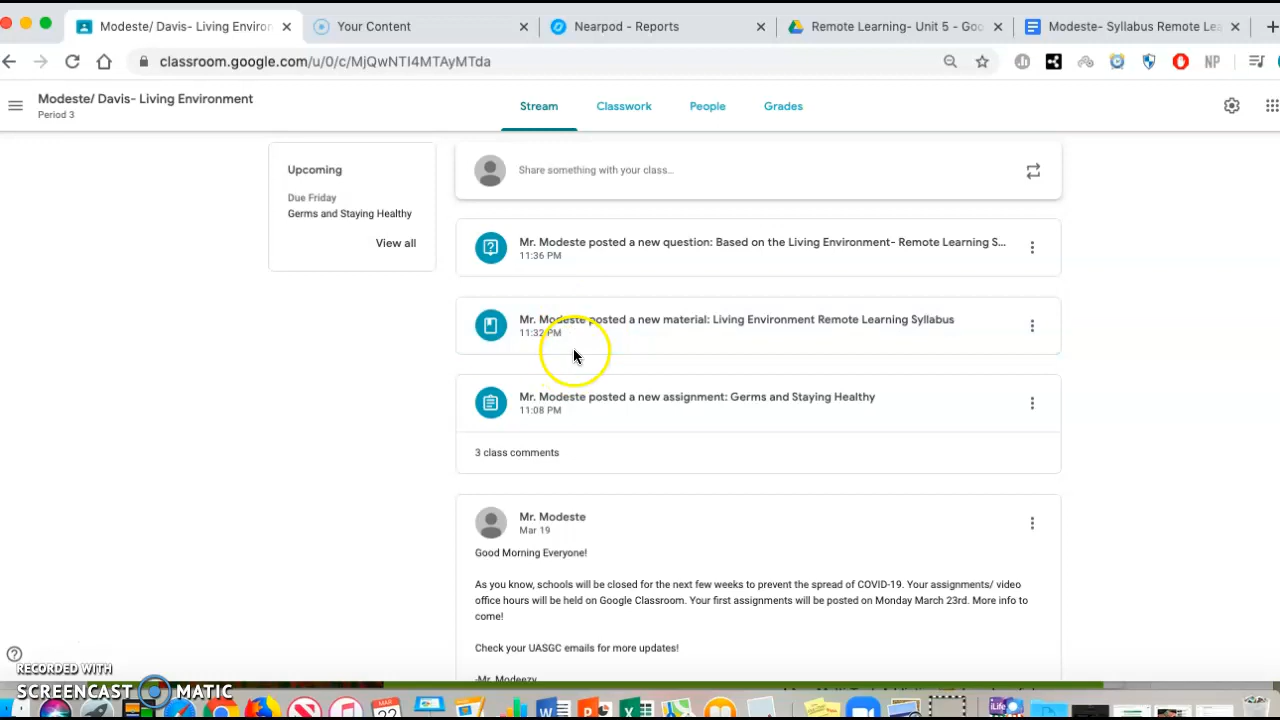 Modeste/ Davis- Living Environ
Your Content
Nearpod - Reports
Remote Learning- Unit 5 - Goo
Modeste- Syllabus Remote Lea
classroom.google.com/u/0/c/MjQwNTI4MTAyMTda
NP
Modeste/ Davis- Living Environment
Period 3
Stream
Classwork
People
Grades
Upcoming
Due Friday
Germs and Staying Healthy
View all
Share something with your class...
Mr. Modeste posted a new question: Based on the Living Environment- Remote Learning S...
11:36 PM
Mr. Modeste posted a new material: Living Environment Remote Learning Syllabus
11:32 PM
Mr. Modeste posted a new assignment: Germs and Staying Healthy
11:08 PM
3 class comments
Mr. Modeste
Mar 19
Good Morning Everyone!
As you know, schools will be closed for the next few weeks to prevent the spread of COVID-19. Your assignments/ video
office hours will be held on Google Classroom. Your first assignments will be posted on Monday March 23rd. More info to
come!
Check your UASGC emails for more updates!
-Mr. Modeezy
RECORDED WITH
SCREENCAST MATIC